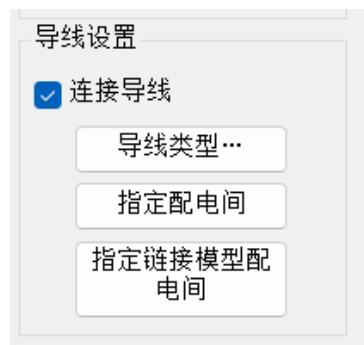 导线设置
连接导线
导线类型…
指定配电间
指定链接模型配
电间